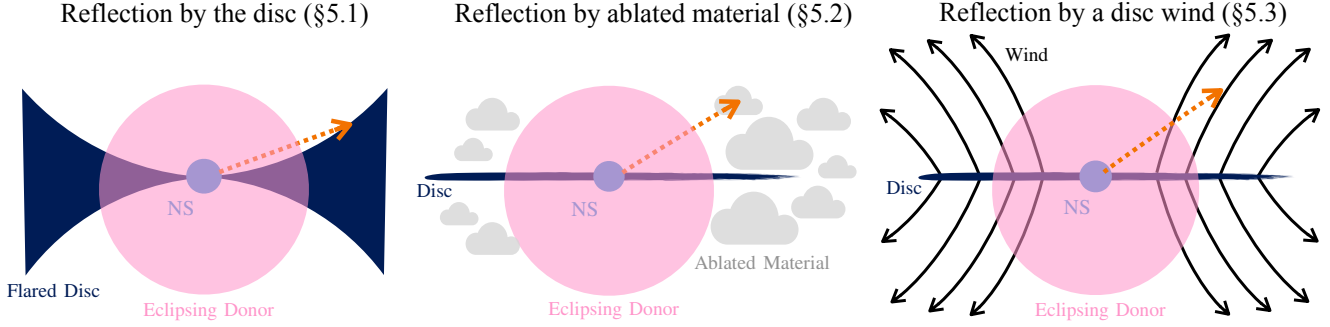 Reflection by the disc (§5.1)
Reflection by ablated material (§5.2)
Reflection by a disc wind (§5.3)
NS
Flared Disc
Eclipsing Donor
Disc
NS
Ablated Material
Eclipsing Donor
Wind
Disc
NS
Eclipsing Donor